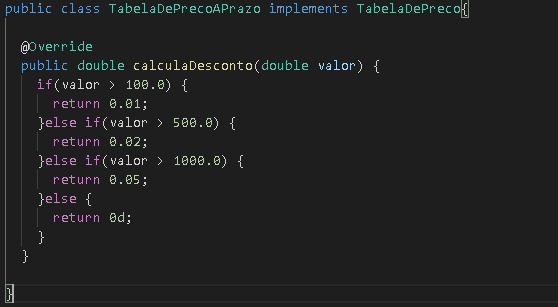 public class TabelaDePrecoAPrazo implements TabelaDePreco{
@Override
public double calculaDesconto(double valor) {
if(valor > 100.0) {
return 0.01;
}else if(valor > 500.0) {
return 0.02;
}else if(valor > 1000.0) {
return 0.05;
}else {
return 0d;
}
}
}